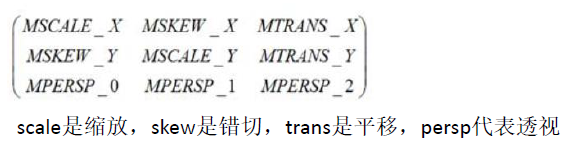 MSCALE_X MSKEW_X MTRANS_X
MSKEW_Y MSCALE_Y MTRANS_Y
MPERSP_0 MPERSP_1 MPERSP_2
scale是缩放，skew是错切，trans是平移，persp代表透视